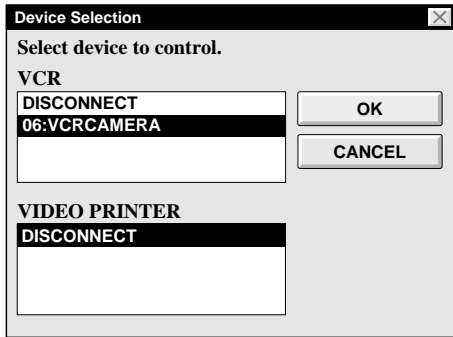 Device Selection
Select device to control.
VCR
DISCONNECT
06:VCRCAMERA
OK
CANCEL
VIDEO PRINTER
DISCONNECT